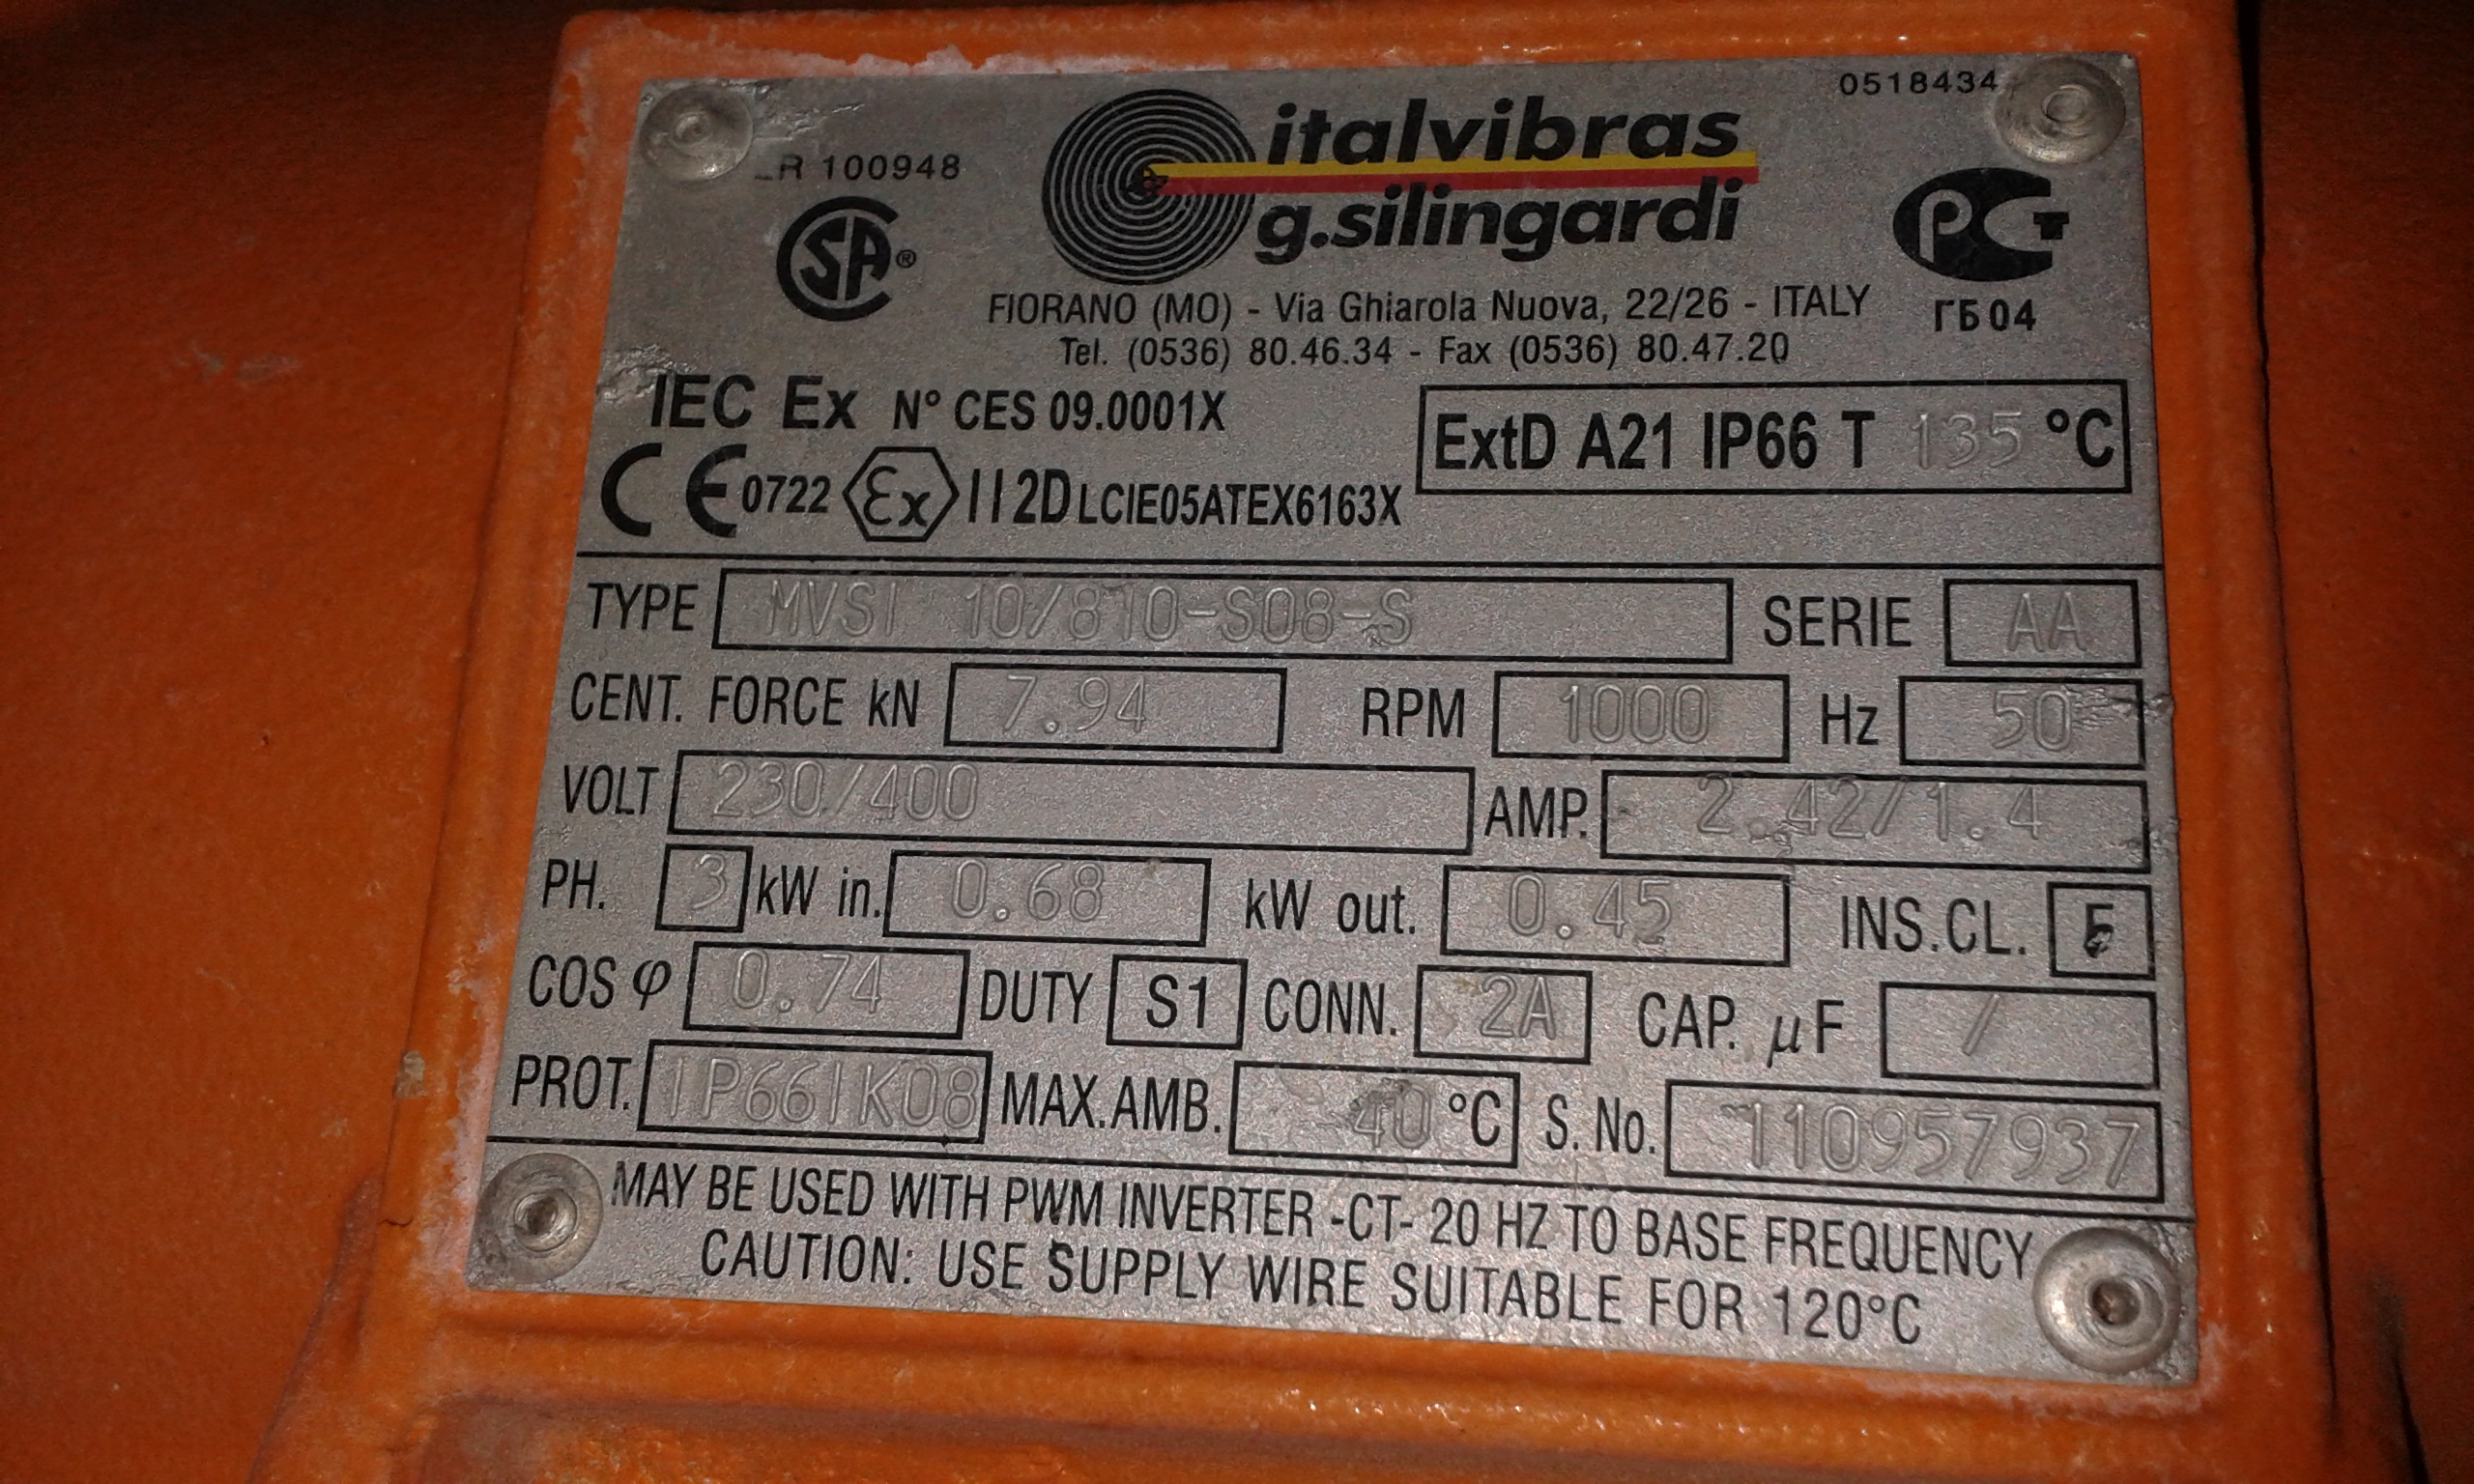 0518434
LR 100948
italvibras
g.silingardi
SA ®
PCT
ГБ04
FIORANO (MO) - Via Ghiarola Nuova, 22/26 - ITALY
Tel. (0536) 80.46.34 - Fax (0536) 80.47.20
IEC Ex N° CES 09.0001X
ExtD A21 IP66 T 135 °C
CE 0722 Ex II2D LCIE05ATEX6163X
TYPE MVSI 10/810-S08-S SERIE AA
CENT. FORCE kN 7.94 RPM 1000 Hz 50
VOLT 230/400 AMP. 2.42/1.4
PH. 3 kW in. 0.68 kW out. 0.45 INS.CL.
COS φ 0.74 DUTY S1 CONN. 2A CAP. µF /
PROT. IP66IK08 MAX.AMB. 40 °C S. No. 110957937
MAY BE USED WITH PWM INVERTER -CT- 20 HZ TO BASE FREQUENCY
CAUTION: USE SUPPLY WIRE SUITABLE FOR 120°C